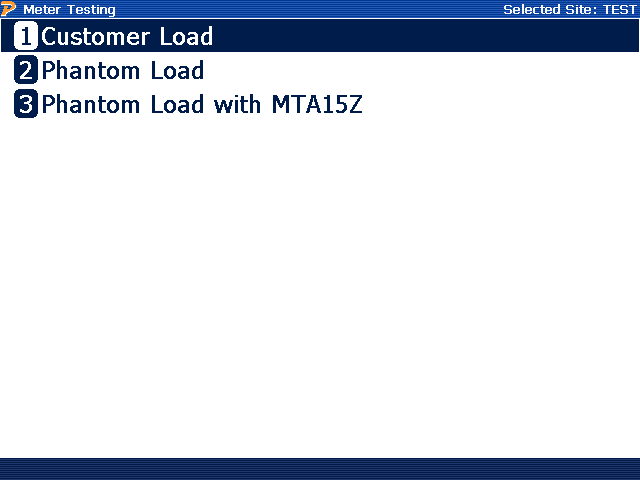 Meter Testing Selected Site: TEST
1 Customer Load
2 Phantom Load
3 Phantom Load with MTA15Z